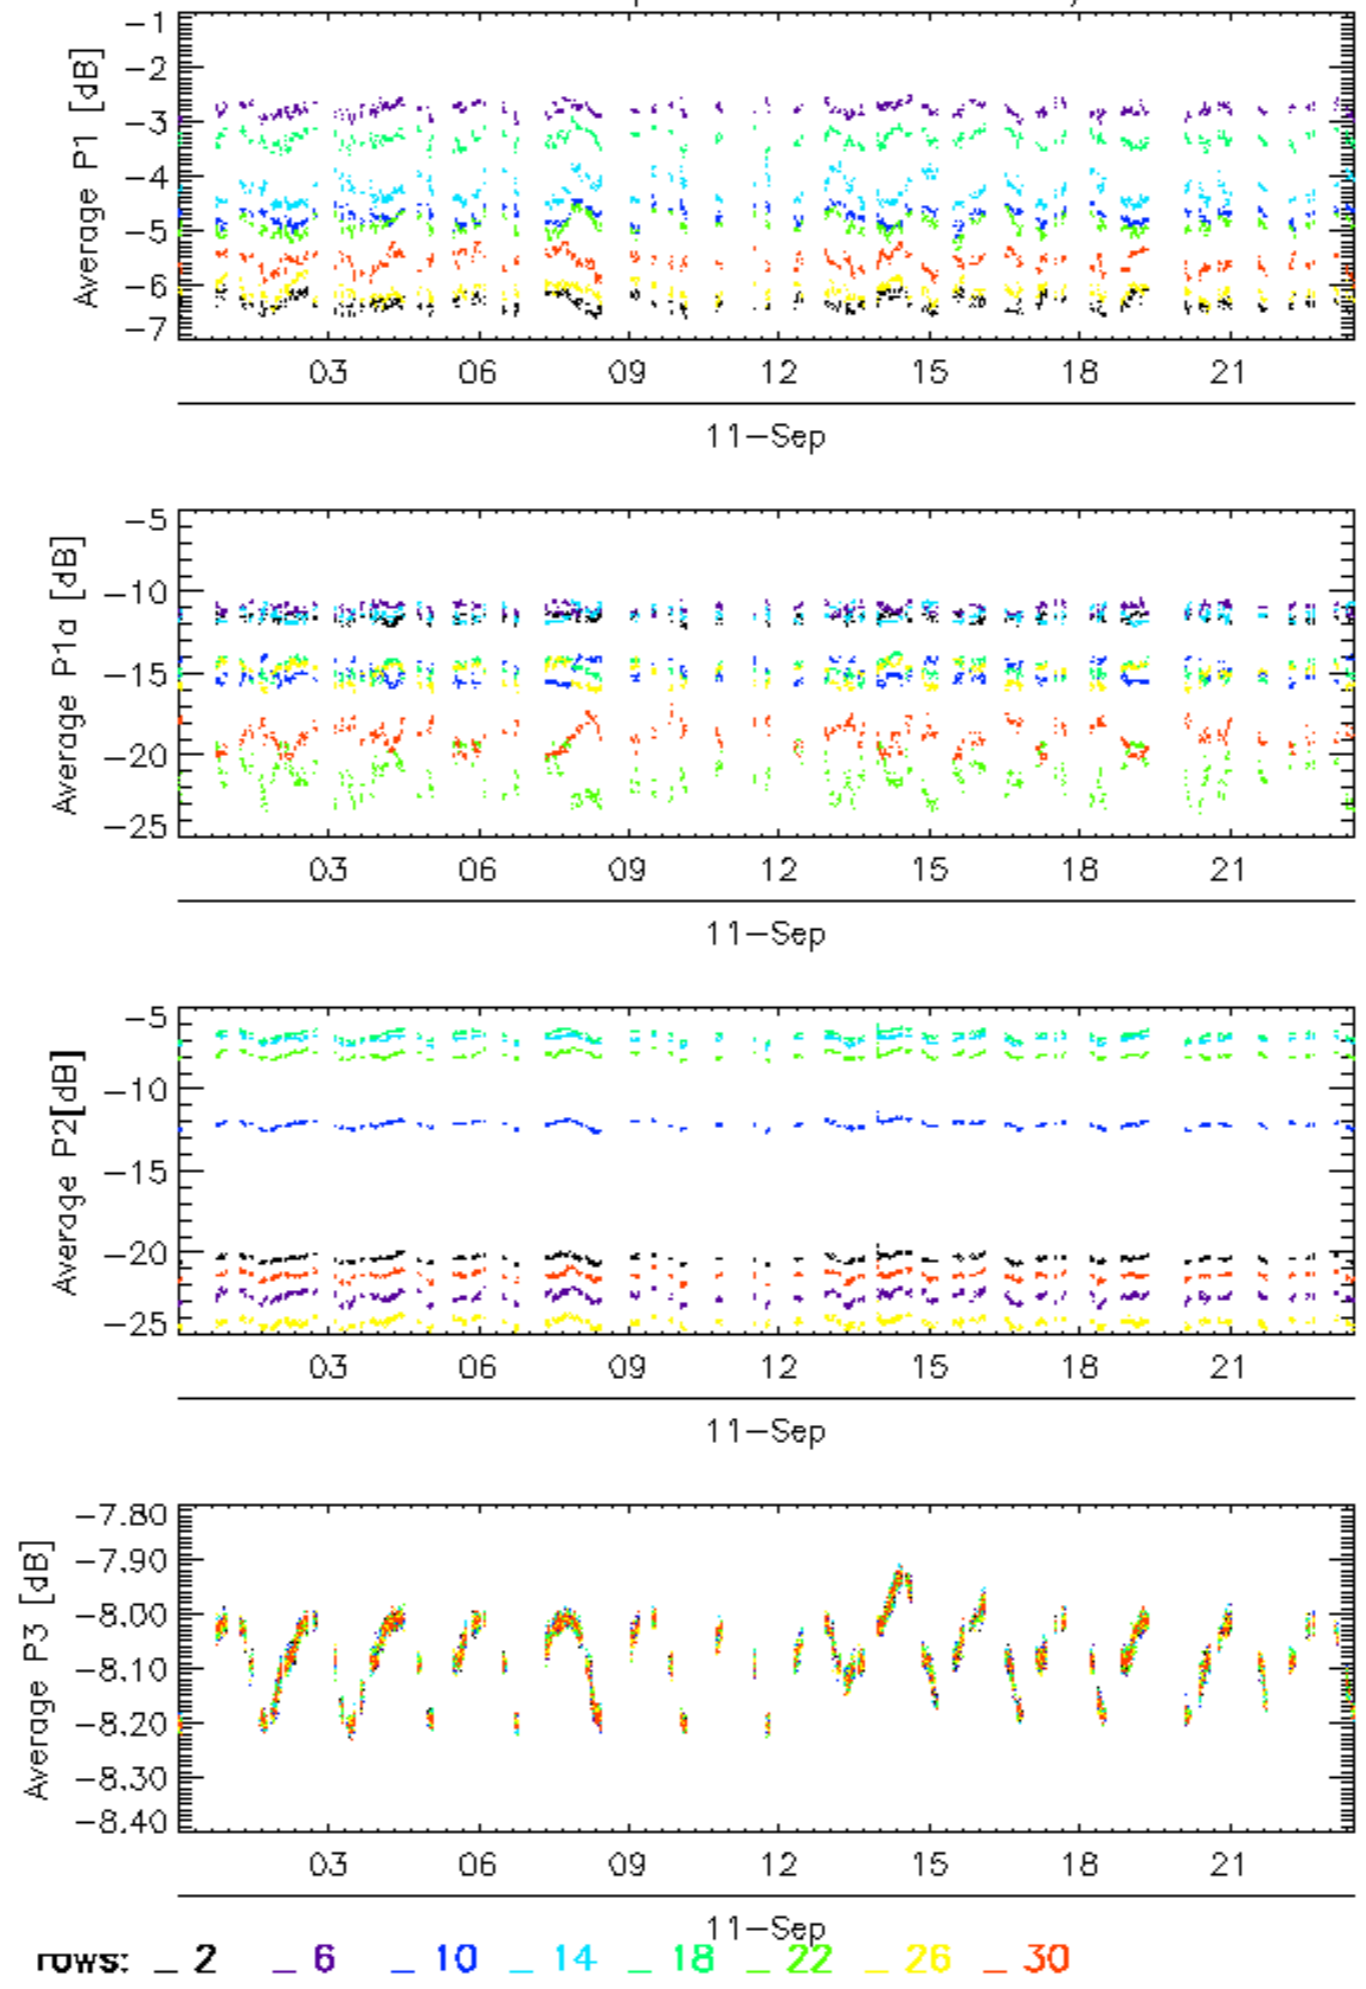 Average P1 [dB]
-1
-2
-3
-4
-5
-6
-7
03 06 09 12 15 18 21
11-Sep
Average P1a [dB]
-5
-10
-15
-20
-25
03 06 09 12 15 18 21
11-Sep
Average P2[dB]
-5
-10
-15
-20
-25
03 06 09 12 15 18 21
11-Sep
Average P3 [dB]
-7.80
-7.90
-8.00
-8.10
-8.20
-8.30
-8.40
03 06 09 12 15 18 21
11-Sep
rows: _ 2 _ 6 _ 10 _ 14 _ 18 _ 22 _ 26 _ 30